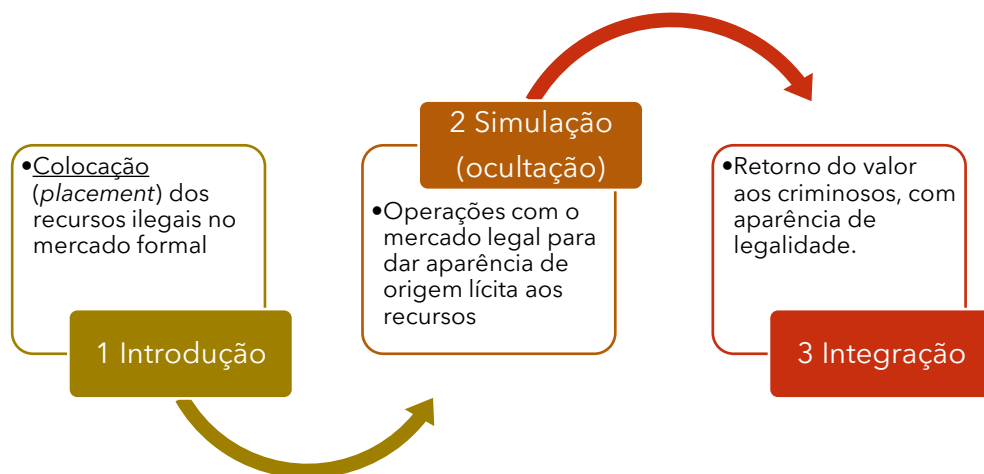 •Colocação
(placement) dos
recursos ilegais no
mercado formal
1 Introdução
2 Simulação
(ocultação)
•Operações com o
mercado legal para
dar aparência de
origem lícita aos
recursos
•Retorno do valor
aos criminosos, com
aparência de
legalidade.
3 Integração